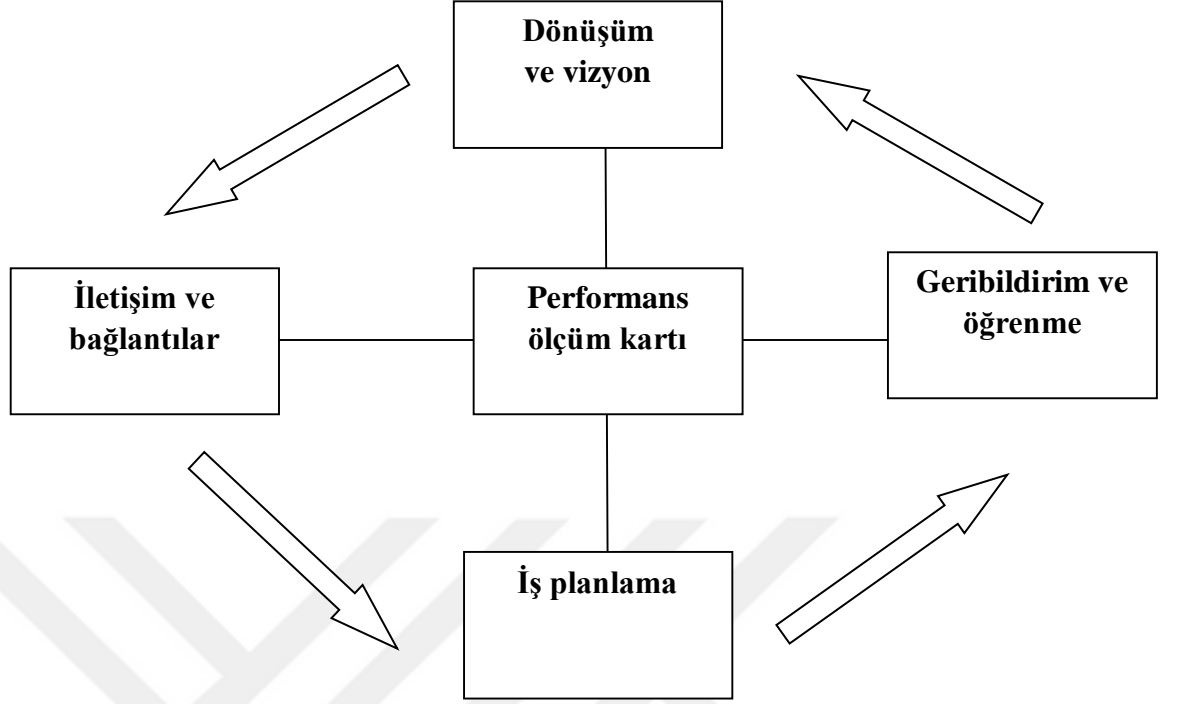 Dönüşüm
ve vizyon
İletişim ve
bağlantılar
Performans
ölçüm kartı
Geribildirim ve
öğrenme
İş planlama